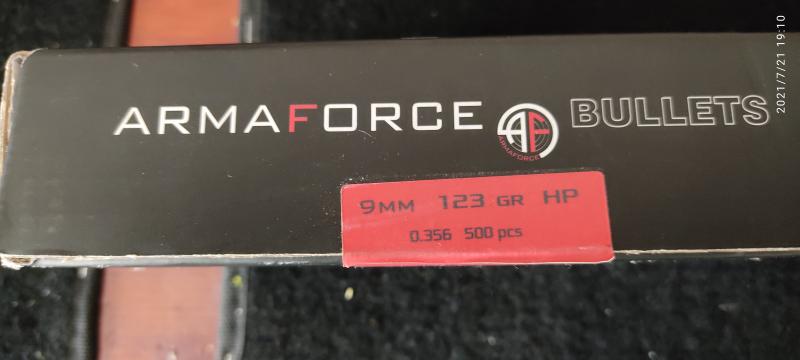 ARMAFORCE AF ARMAFORCE BULLETS
9MM 123 GR HP
0.356 500 pcs
2021/7/21 19:10